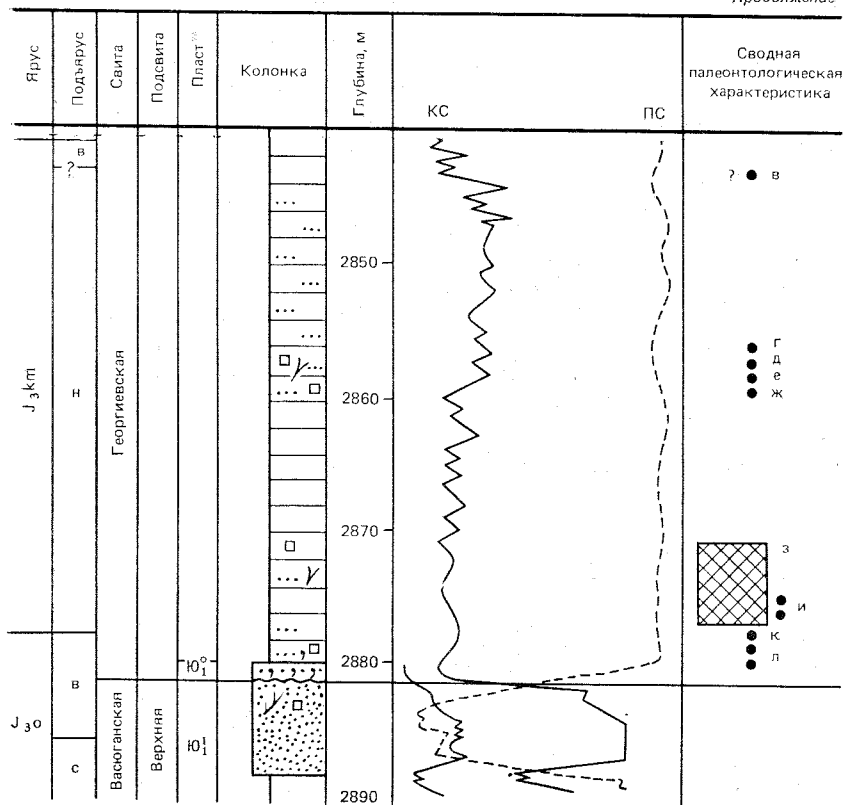 Продолжение
Ярус
Подъярус
Свита
Подсвита
Пласт
Колонка
Глубина, м
КС
ПС
Сводная
палеонтологическая
характеристика
J₃km
в
?
н
Георгиевская
? в
2850
г
д
е
ж
2860
2870
з
и
к
л
2880
Ю₁⁰
J₃o
в
с
Васюганская
Верхняя
Ю₁¹
2890